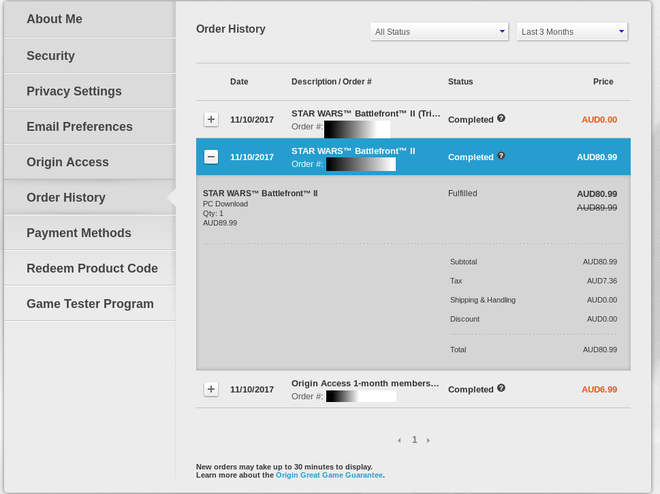 About Me
Security
Privacy Settings
Email Preferences
Origin Access
Order History
Payment Methods
Redeem Product Code
Game Tester Program
Order History
All Status
Last 3 Months
Date Description / Order # Status Price
11/10/2017 STAR WARS™ Battlefront™ II (Tri... Completed ? AUD0.00
Order #:
11/10/2017 STAR WARS™ Battlefront™ II Completed ? AUD80.99
Order #:
STAR WARS™ Battlefront™ II Fulfilled AUD80.99
PC Download AUD89.99
Qty: 1
AUD89.99
Subtotal AUD80.99
Tax AUD7.36
Shipping & Handling AUD0.00
Discount AUD0.00
Total AUD80.99
11/10/2017 Origin Access 1-month members... Completed ? AUD6.99
Order #:
1
New orders may take up to 30 minutes to display.
Learn more about the Origin Great Game Guarantee.